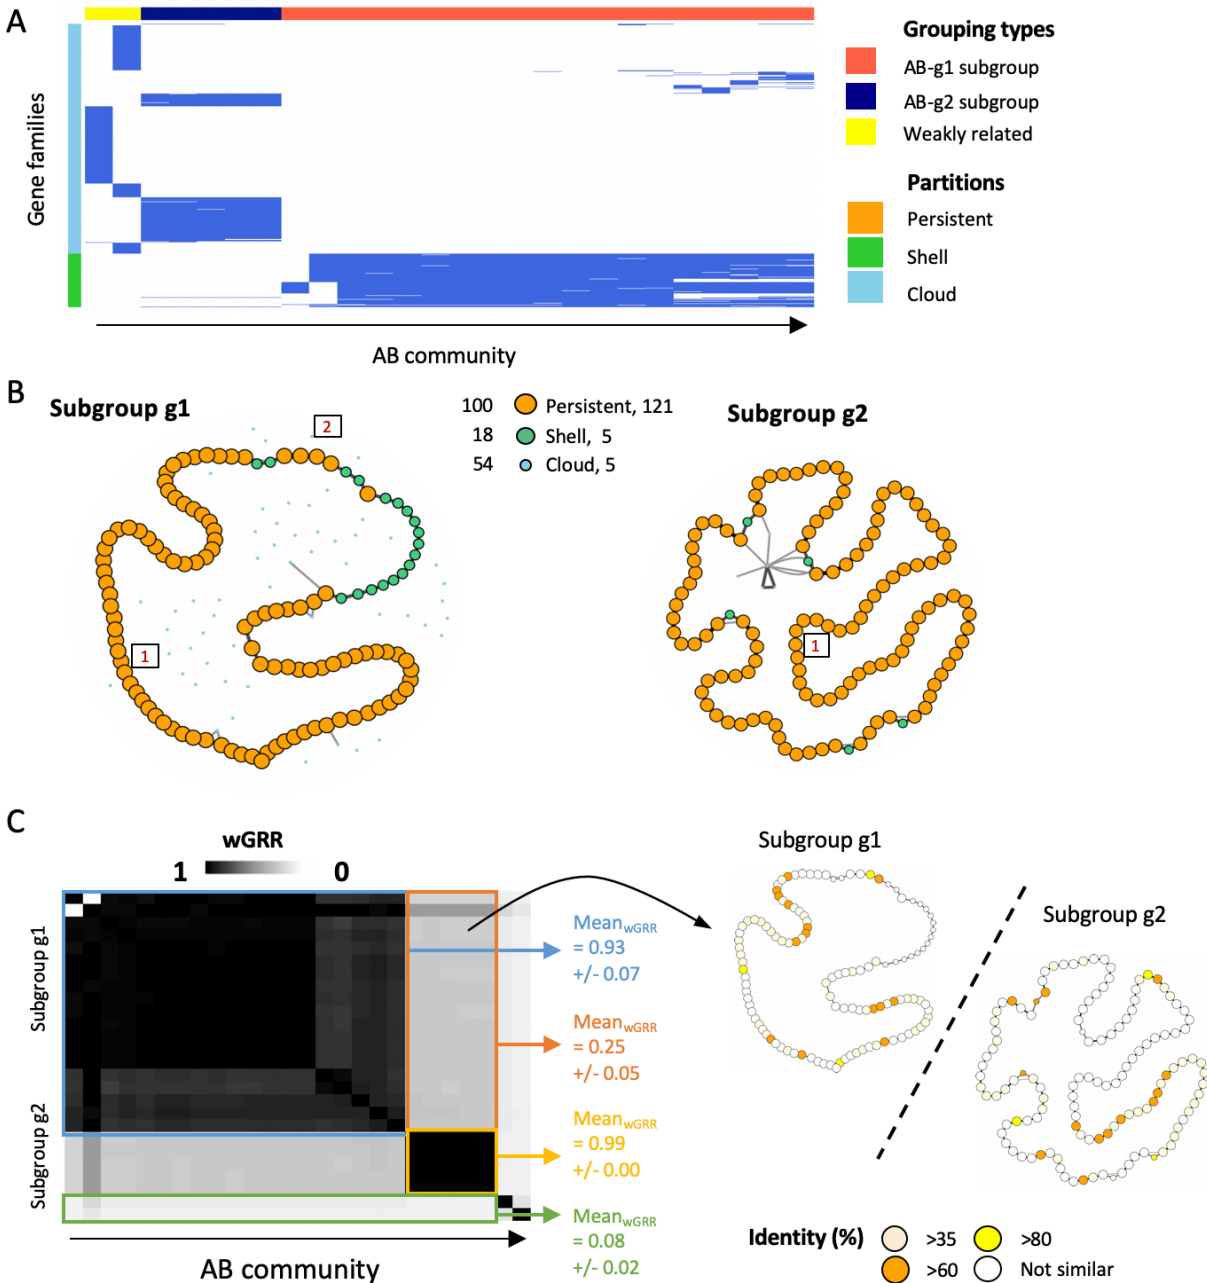 A
Gene families
AB community
Grouping types
AB-g1 subgroup
AB-g2 subgroup
Weakly related
Partitions
Persistent
Shell
Cloud
B
Subgroup g1
2
1
100 Persistent, 121
18 Shell, 5
54 Cloud, 5
Subgroup g2
1
C
wGRR
1 0
Subgroup g1
Subgroup g2
AB community
MeanwGRR
= 0.93
+/- 0.07
MeanwGRR
= 0.25
+/- 0.05
MeanwGRR
= 0.99
+/- 0.00
MeanwGRR
= 0.08
+/- 0.02
Subgroup g1
Subgroup g2
Identity (%)
>35
>80
>60
Not similar